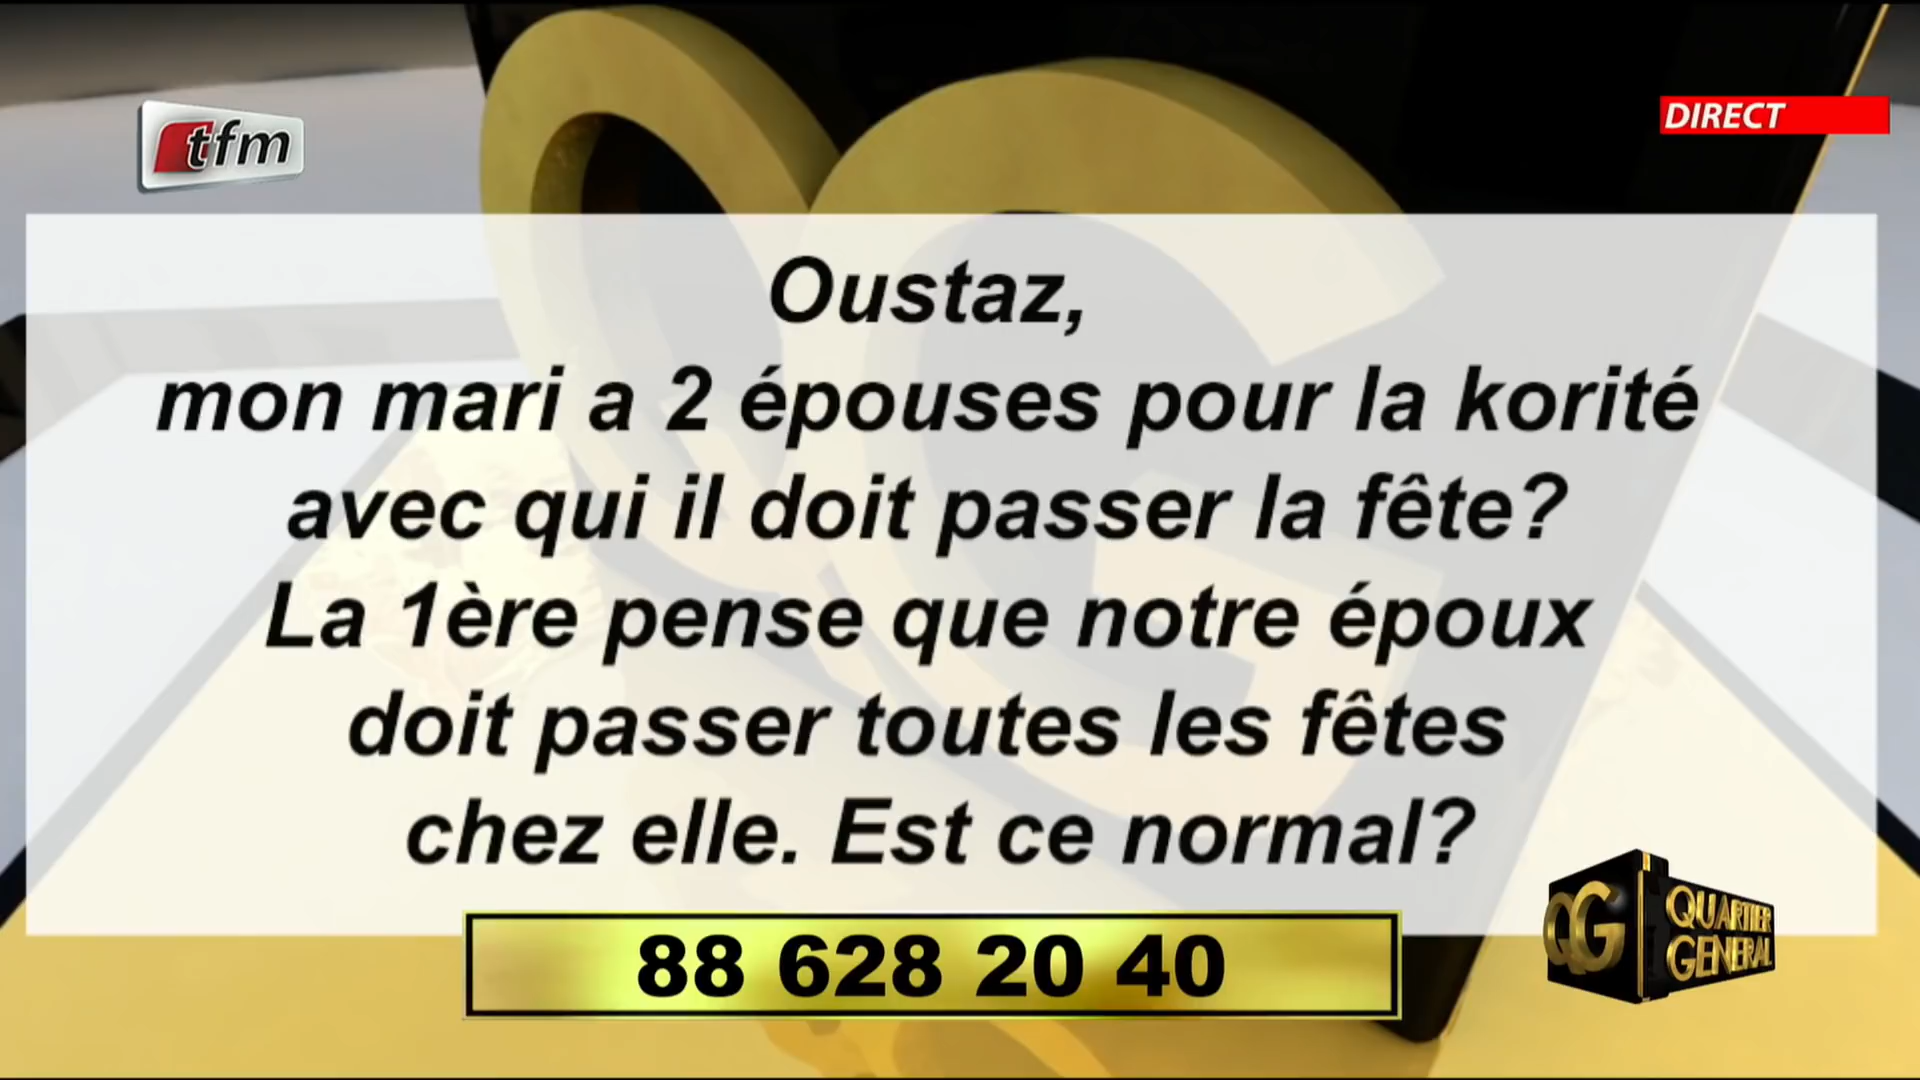 tfm
DIRECT
Oustaz,
mon mari a 2 épouses pour la korité
avec qui il doit passer la fête?
La 1ère pense que notre époux
doit passer toutes les fêtes
chez elle. Est ce normal?
88 628 20 40
QG QUARTIER
GENERAL